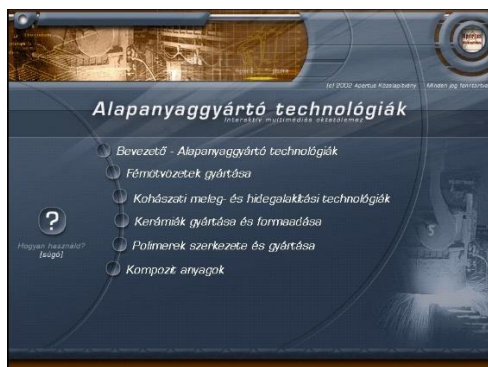 (c) 2002 Apertus Közalapítvány Minden jog fenntartva
Alapanyaggyártó technológiák
interaktív multimédiás oktatólemez
Bevezető - Alapanyaggyártó technológiák
Fémötvözetek gyártása
Kohászati meleg- és hidegalakítási technológiák
Kerámiák gyártása és formaadása
Polimerek szerkezete és gyártása
Kompozit anyagok
?
Hogyan használd?
[súgó]